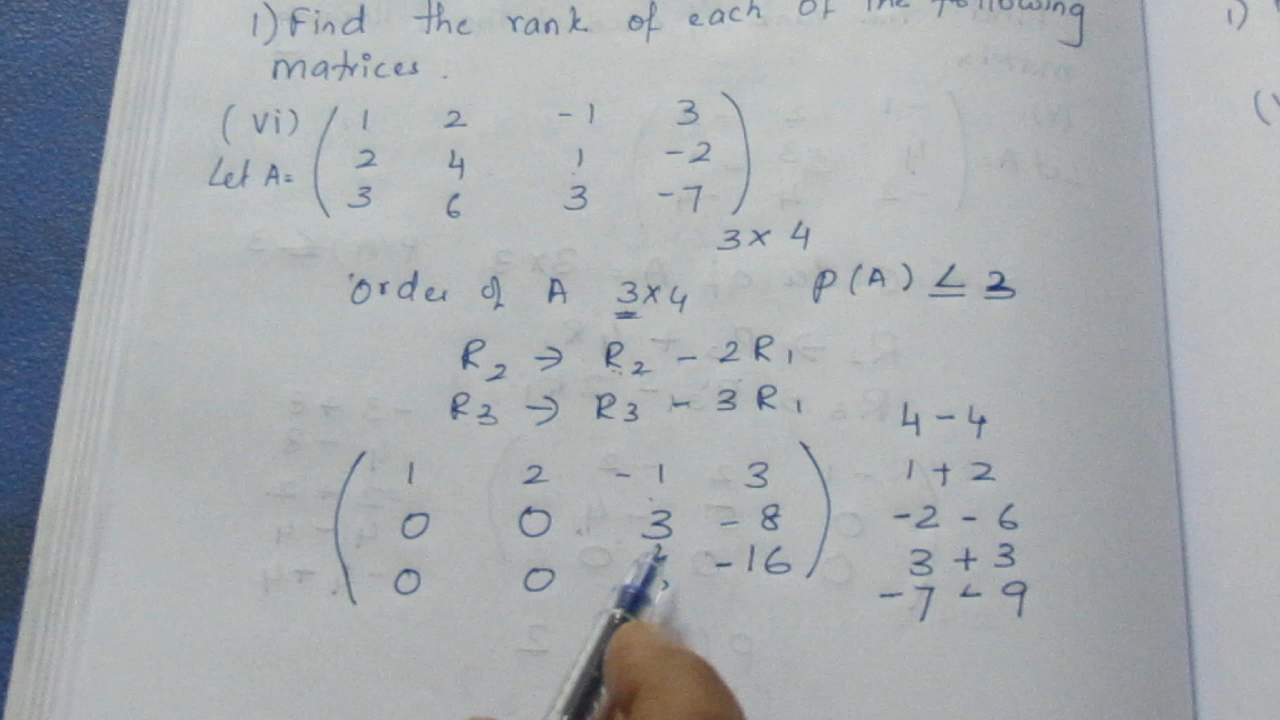 1) Find the rank of each of the following
matrices.
(vi) ( 1 2 -1 3 )
Let A = ( 2 4 1 -2 )
( 3 6 3 -7 )
3 x 4
order of A 3x4 ρ(A) ≤ 3
R₂ → R₂ - 2R₁
R₃ → R₃ - 3R₁
4 - 4
( 1 2 -1 3 ) 1 + 2
( 0 0 3 -8 ) -2 - 6
( 0 0 -16 ) 3 + 3
-7 - 9